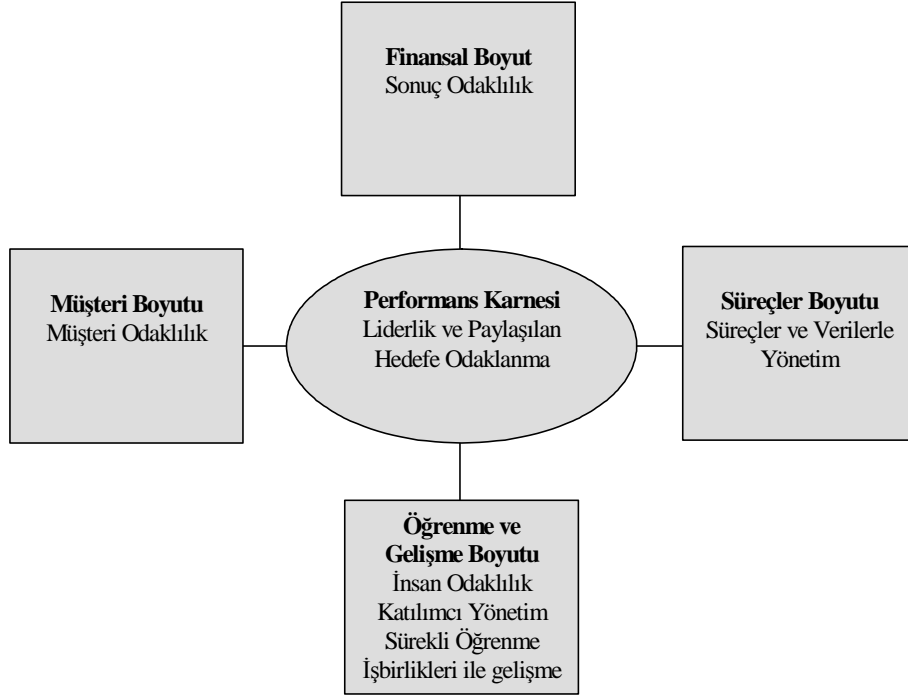 Finansal Boyut
Sonuç Odaklılık
Müşteri Boyutu
Müşteri Odaklılık
Performans Karnesi
Liderlik ve Paylaşılan
Hedefe Odaklanma
Süreçler Boyutu
Süreçler ve Verilerle
Yönetim
Öğrenme ve
Gelişme Boyutu
İnsan Odaklılık
Katılımcı Yönetim
Sürekli Öğrenme
İşbirlikleri ile gelişme